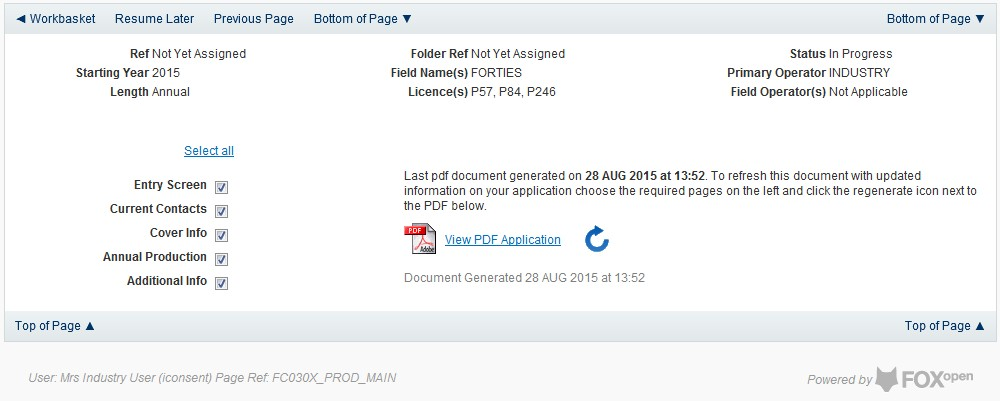 ◄ Workbasket Resume Later Previous Page Bottom of Page ▼ Bottom of Page ▼
Ref Not Yet Assigned Folder Ref Not Yet Assigned Status In Progress
Starting Year 2015 Field Name(s) FORTIES Primary Operator INDUSTRY
Length Annual Licence(s) P57, P84, P246 Field Operator(s) Not Applicable
Select all
Entry Screen
Current Contacts
Cover Info
Annual Production
Additional Info
Last pdf document generated on 28 AUG 2015 at 13:52. To refresh this document with updated
information on your application choose the required pages on the left and click the regenerate icon next to
the PDF below.
PDF Adobe View PDF Application
Document Generated 28 AUG 2015 at 13:52
Top of Page ▲ Top of Page ▲
User: Mrs Industry User (iconsent) Page Ref: FC030X_PROD_MAIN
Powered by FOXopen